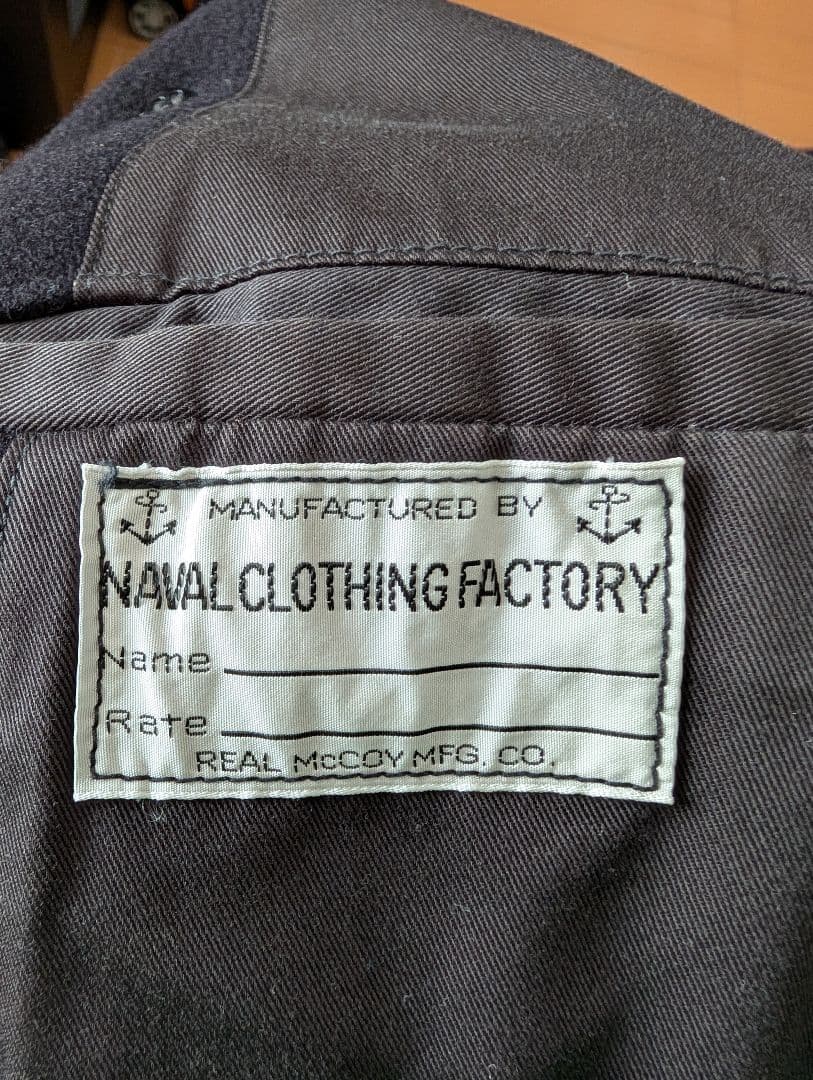 MANUFACTURED BY
NAVAL CLOTHING FACTORY
Name
Rate
REAL McCOY MFG. CO.